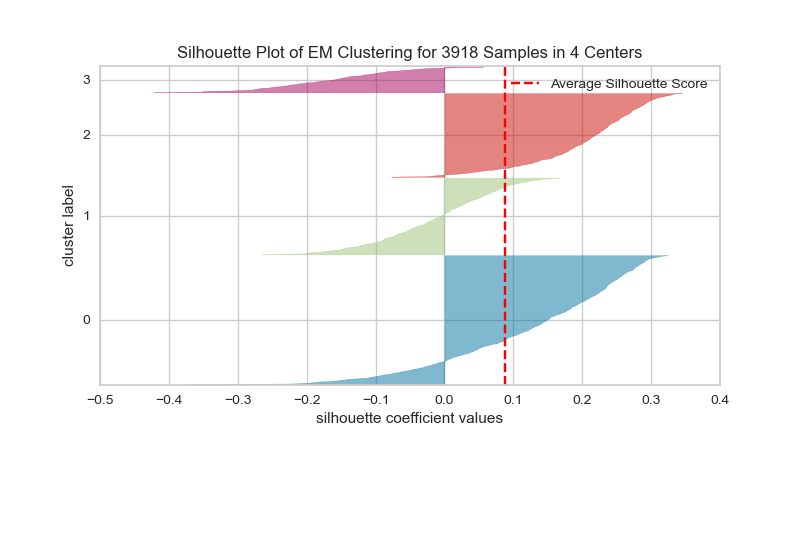 Silhouette Plot of EM Clustering for 3918 Samples in 4 Centers
Average Silhouette Score
cluster label
3
2
1
0
−0.5 −0.4 −0.3 −0.2 −0.1 0.0 0.1 0.2 0.3 0.4
silhouette coefficient values